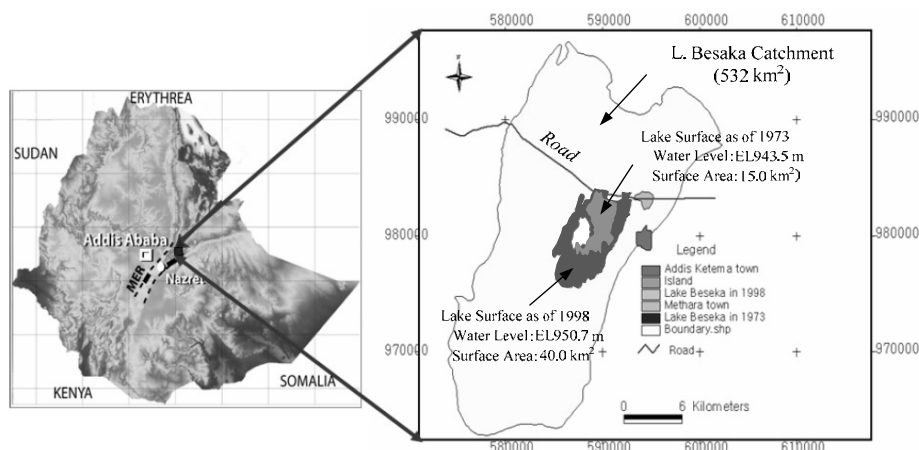 ERYTHREA
SUDAN
Addis Ababa
MER
Nazret
KENYA
SOMALIA
580000 590000 600000 610000
990000
980000
970000
L. Besaka Catchment
(532 km²)
Road
Lake Surface as of 1973
Water Level:EL943.5 m
Surface Area:15.0 km²)
Lake Surface as of 1998
Water Level:EL950.7 m
Surface Area:40.0 km²
Legend
Addis Ketema town
Island
Lake Beseka in 1998
Methara town
Lake Beseka in 1973
Boundary.shp
Road
0 6 Kilometers
990000
980000
970000
580000 590000 600000 610000